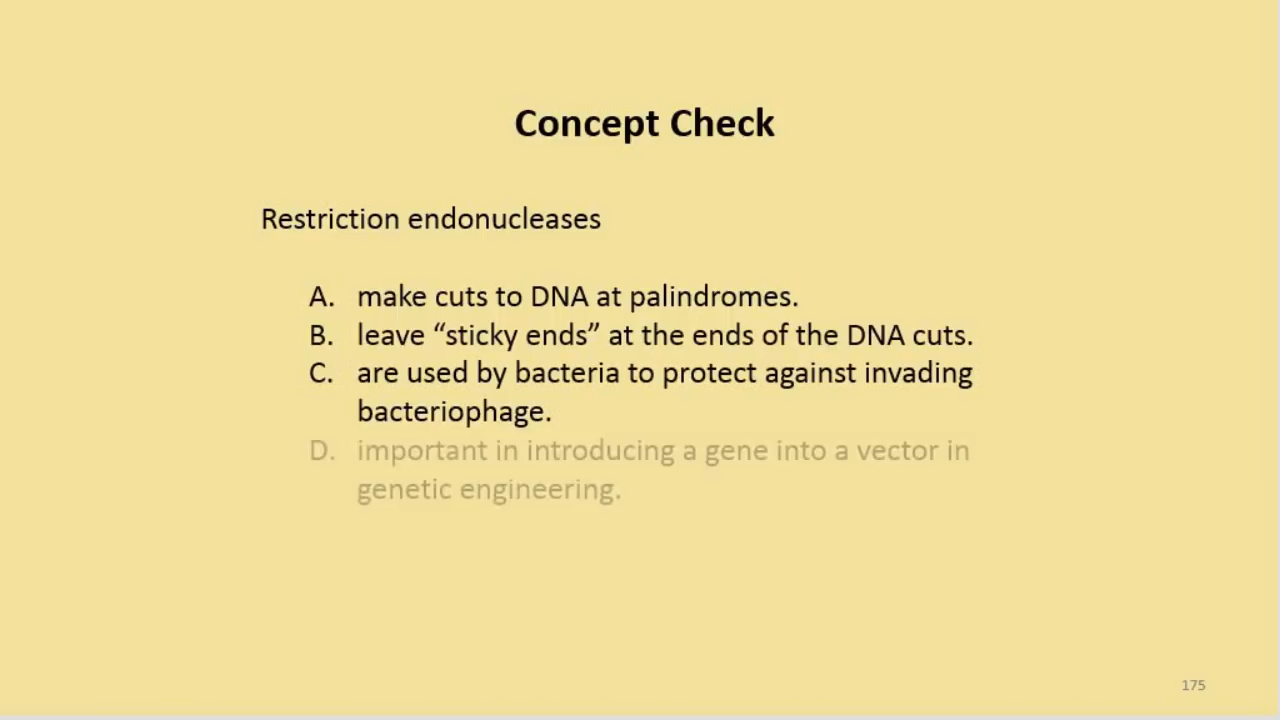 Concept Check
Restriction endonucleases
A. make cuts to DNA at palindromes.
B. leave “sticky ends” at the ends of the DNA cuts.
C. are used by bacteria to protect against invading
bacteriophage.
D. important in introducing a gene into a vector in
genetic engineering.
175